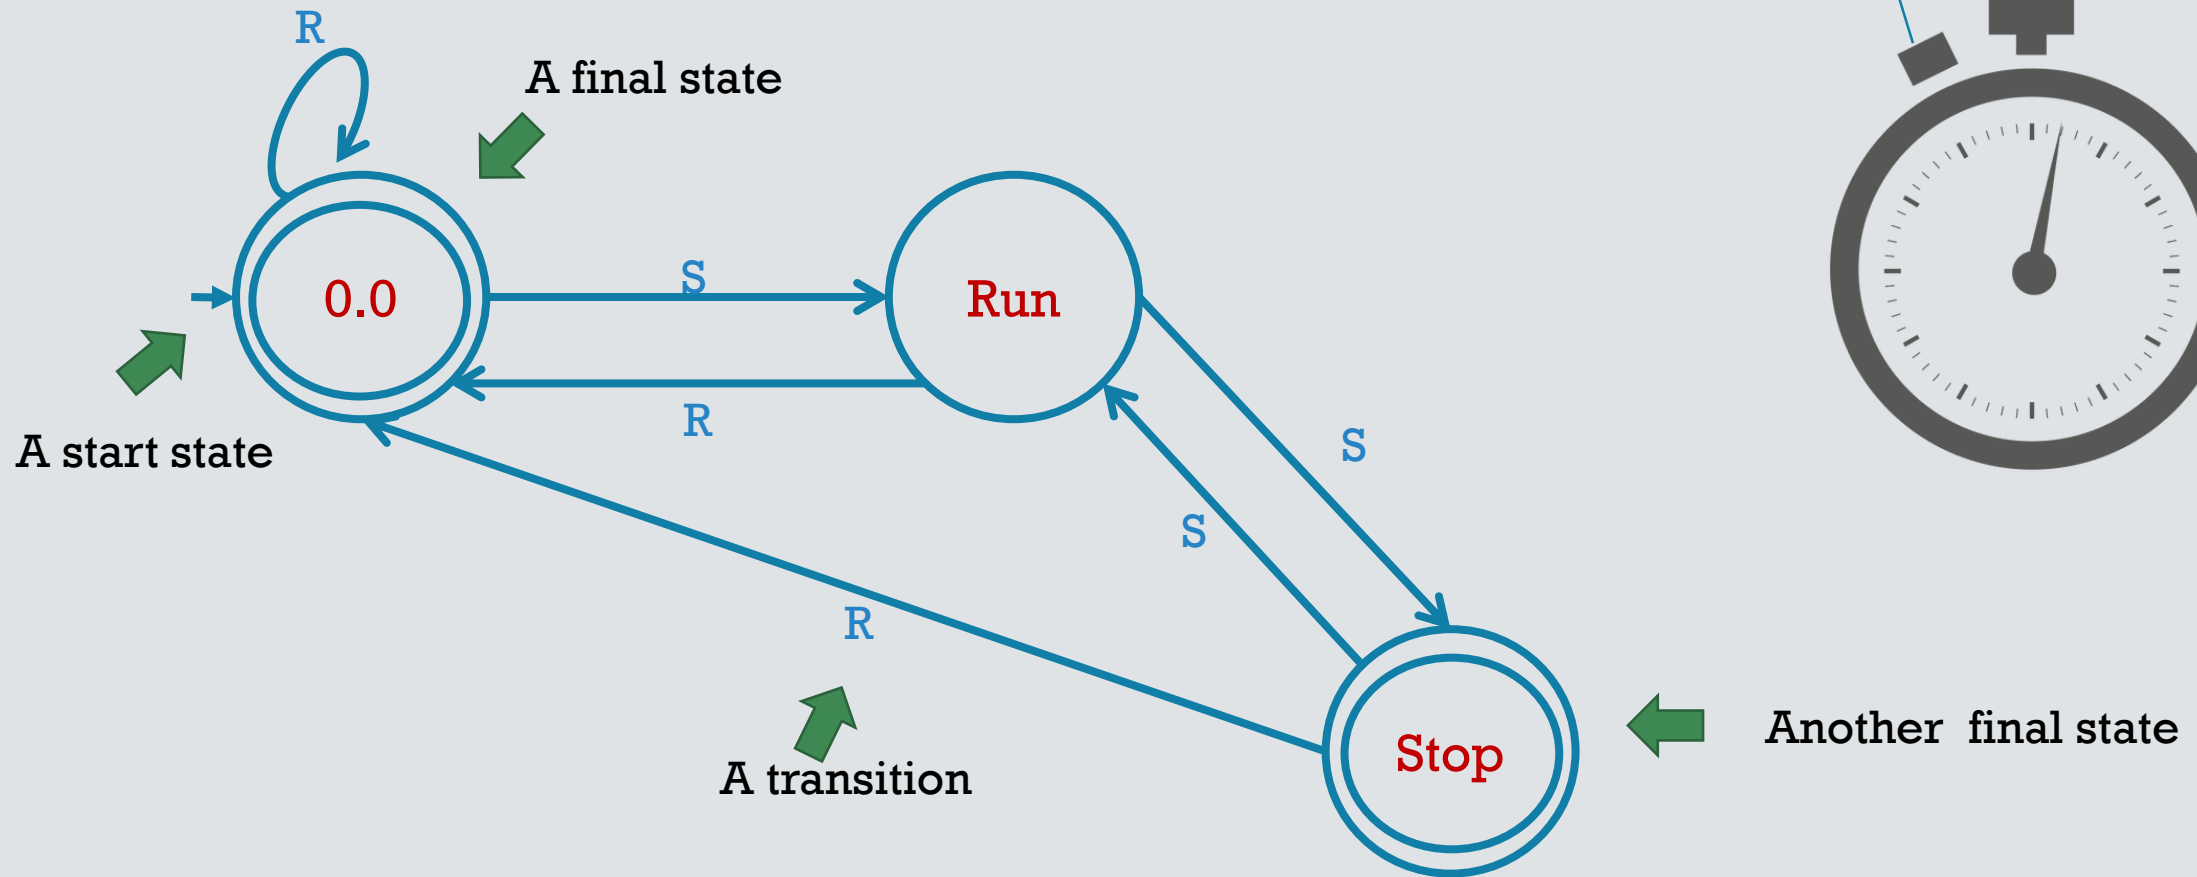 R
A final state
0.0
S
Run
R
A start state
S
S
R
A transition
Stop
Another  final state